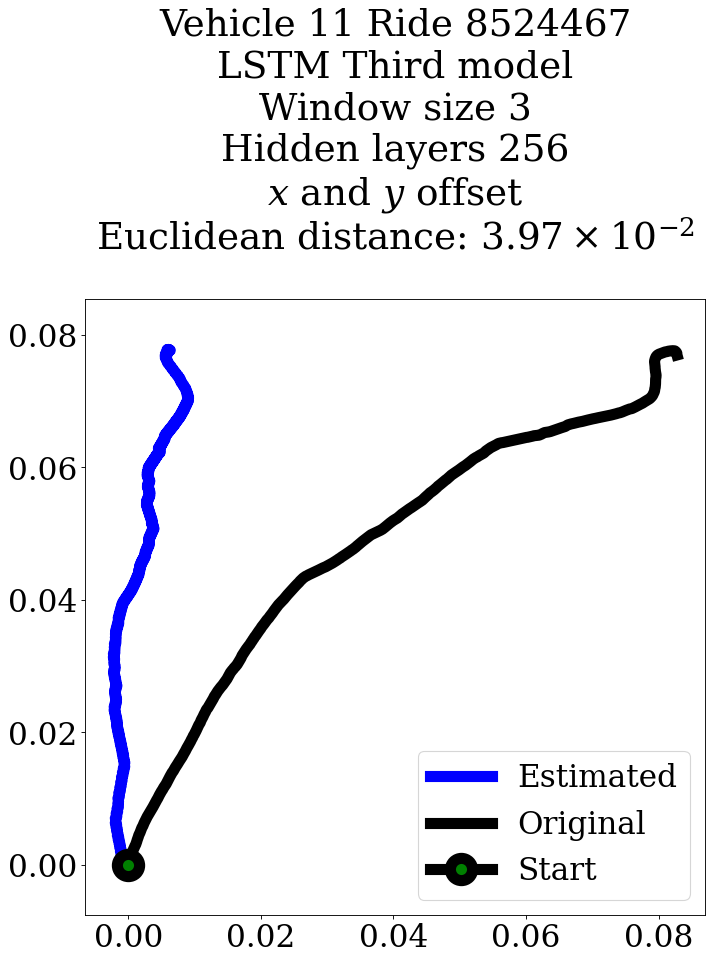 Vehicle 11 Ride 8524467
LSTM Third model
Window size 3
Hidden layers 256
x and y offset
Euclidean distance: 3.97 × 10⁻²
0.08
0.06
0.04
0.02
0.00
Estimated
Original
Start
0.00 0.02 0.04 0.06 0.08